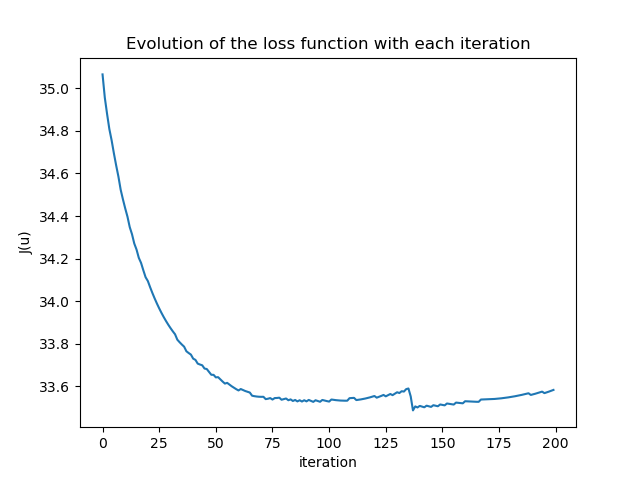 Evolution of the loss function with each iteration
J(u)
35.0
34.8
34.6
34.4
34.2
34.0
33.8
33.6
0 25 50 75 100 125 150 175 200
iteration